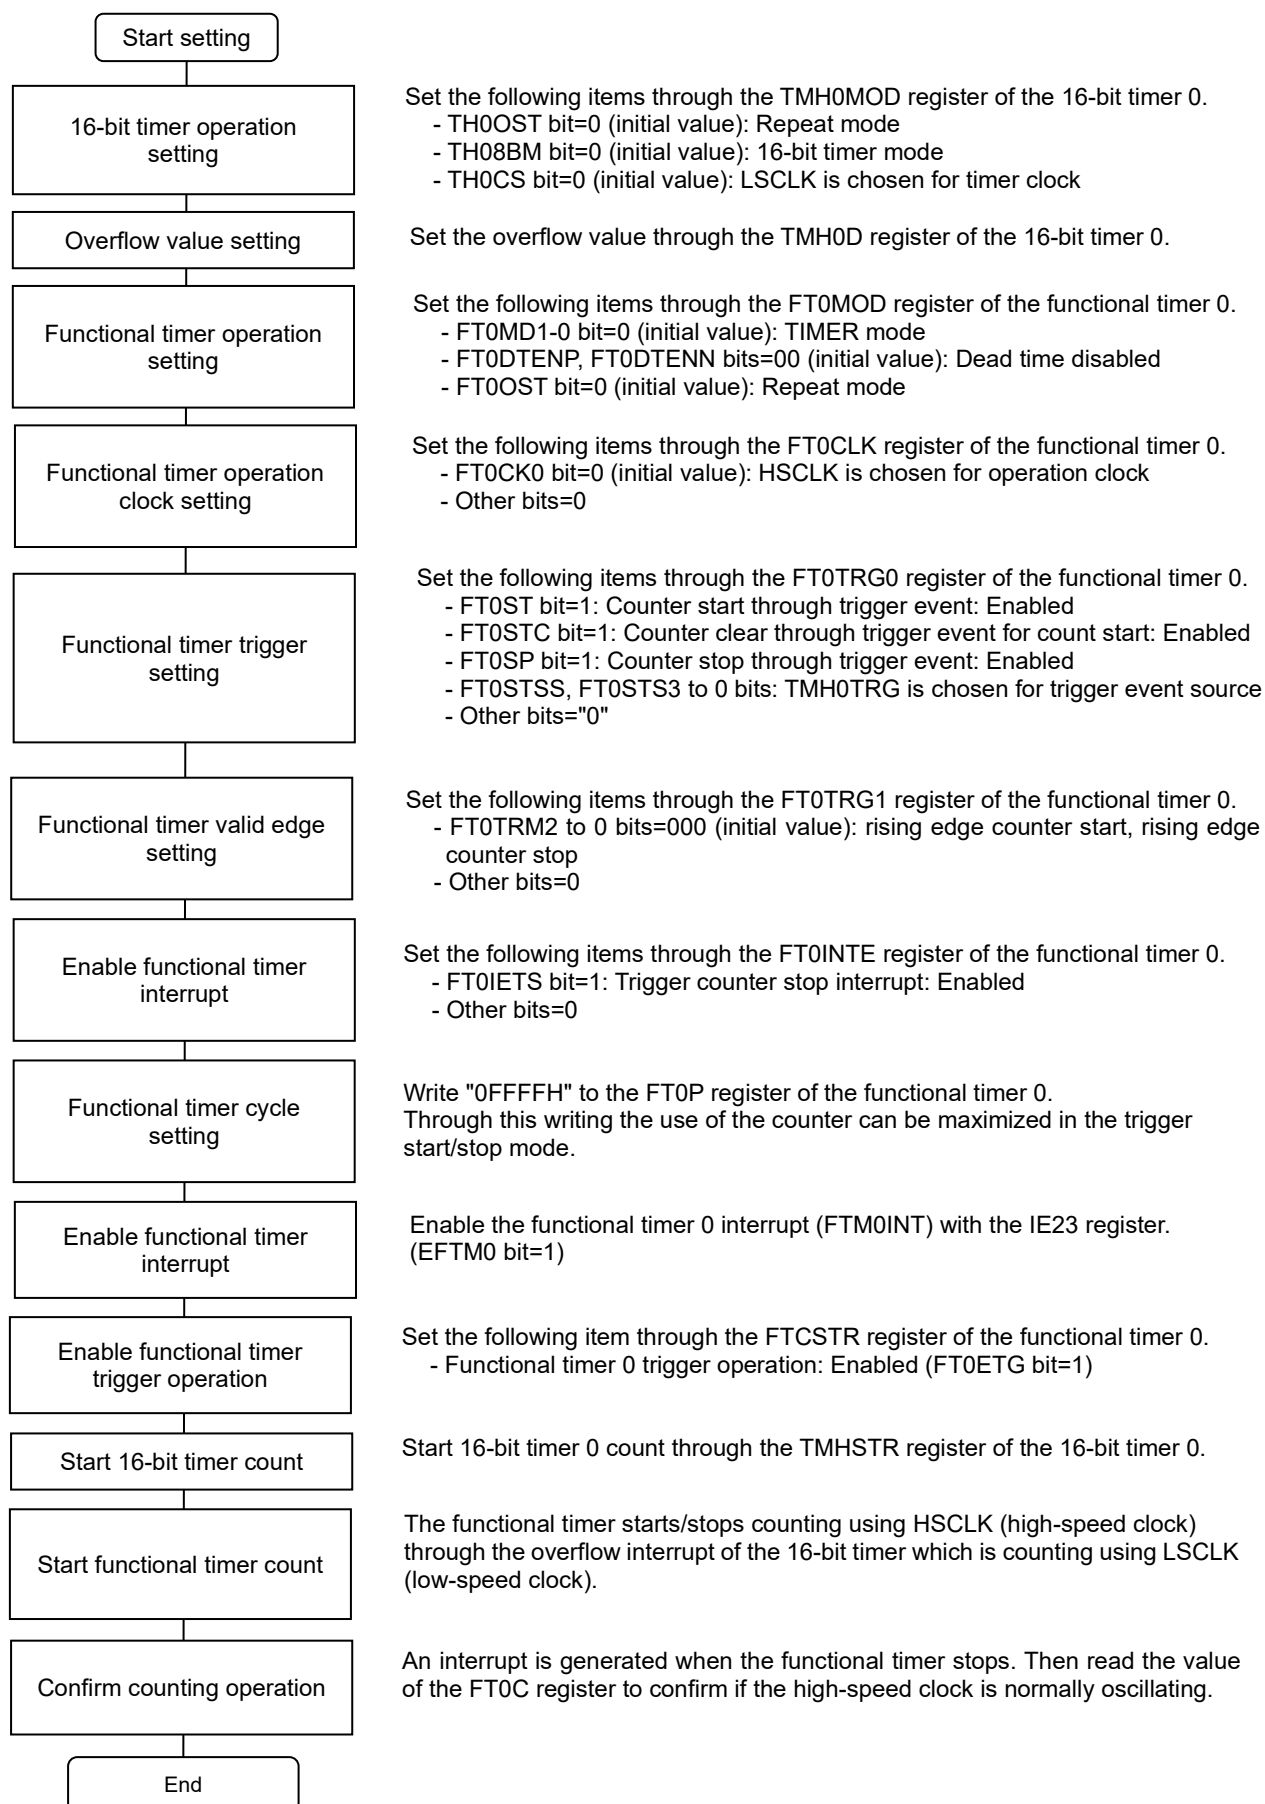 Start setting
16-bit timer operation
setting
Set the following items through the TMH0MOD register of the 16-bit timer 0.
- TH0OST bit=0 (initial value): Repeat mode
- TH08BM bit=0 (initial value): 16-bit timer mode
- TH0CS bit=0 (initial value): LSCLK is chosen for timer clock
Overflow value setting
Set the overflow value through the TMH0D register of the 16-bit timer 0.
Functional timer operation
setting
Set the following items through the FT0MOD register of the functional timer 0.
- FT0MD1-0 bit=0 (initial value): TIMER mode
- FT0DTENP, FT0DTENN bits=00 (initial value): Dead time disabled
- FT0OST bit=0 (initial value): Repeat mode
Functional timer operation
clock setting
Set the following items through the FT0CLK register of the functional timer 0.
- FT0CK0 bit=0 (initial value): HSCLK is chosen for operation clock
- Other bits=0
Functional timer trigger
setting
Set the following items through the FT0TRG0 register of the functional timer 0.
- FT0ST bit=1: Counter start through trigger event: Enabled
- FT0STC bit=1: Counter clear through trigger event for count start: Enabled
- FT0SP bit=1: Counter stop through trigger event: Enabled
- FT0STSS, FT0STS3 to 0 bits: TMH0TRG is chosen for trigger event source
- Other bits="0"
Functional timer valid edge
setting
Set the following items through the FT0TRG1 register of the functional timer 0.
- FT0TRM2 to 0 bits=000 (initial value): rising edge counter start, rising edge
counter stop
- Other bits=0
Enable functional timer
interrupt
Set the following items through the FT0INTE register of the functional timer 0.
- FT0IETS bit=1: Trigger counter stop interrupt: Enabled
- Other bits=0
Functional timer cycle
setting
Write "0FFFFH" to the FT0P register of the functional timer 0.
Through this writing the use of the counter can be maximized in the trigger
start/stop mode.
Enable functional timer
interrupt
Enable the functional timer 0 interrupt (FTM0INT) with the IE23 register.
(EFTM0 bit=1)
Enable functional timer
trigger operation
Set the following item through the FTCSTR register of the functional timer 0.
- Functional timer 0 trigger operation: Enabled (FT0ETG bit=1)
Start 16-bit timer count
Start 16-bit timer 0 count through the TMHSTR register of the 16-bit timer 0.
Start functional timer count
The functional timer starts/stops counting using HSCLK (high-speed clock)
through the overflow interrupt of the 16-bit timer which is counting using LSCLK
(low-speed clock).
Confirm counting operation
An interrupt is generated when the functional timer stops. Then read the value
of the FT0C register to confirm if the high-speed clock is normally oscillating.
End